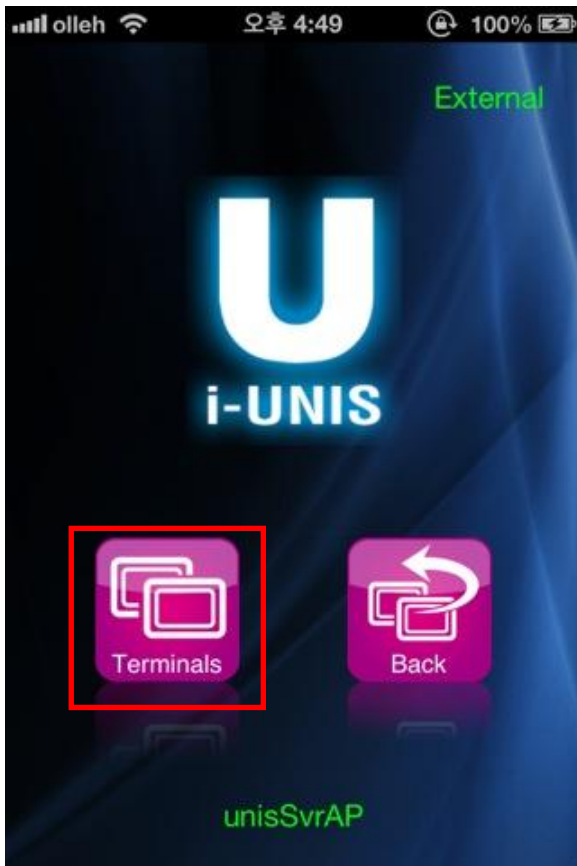 olleh 오후 4:49 100%
External
U
i-UNIS
Terminals Back
unisSvrAP